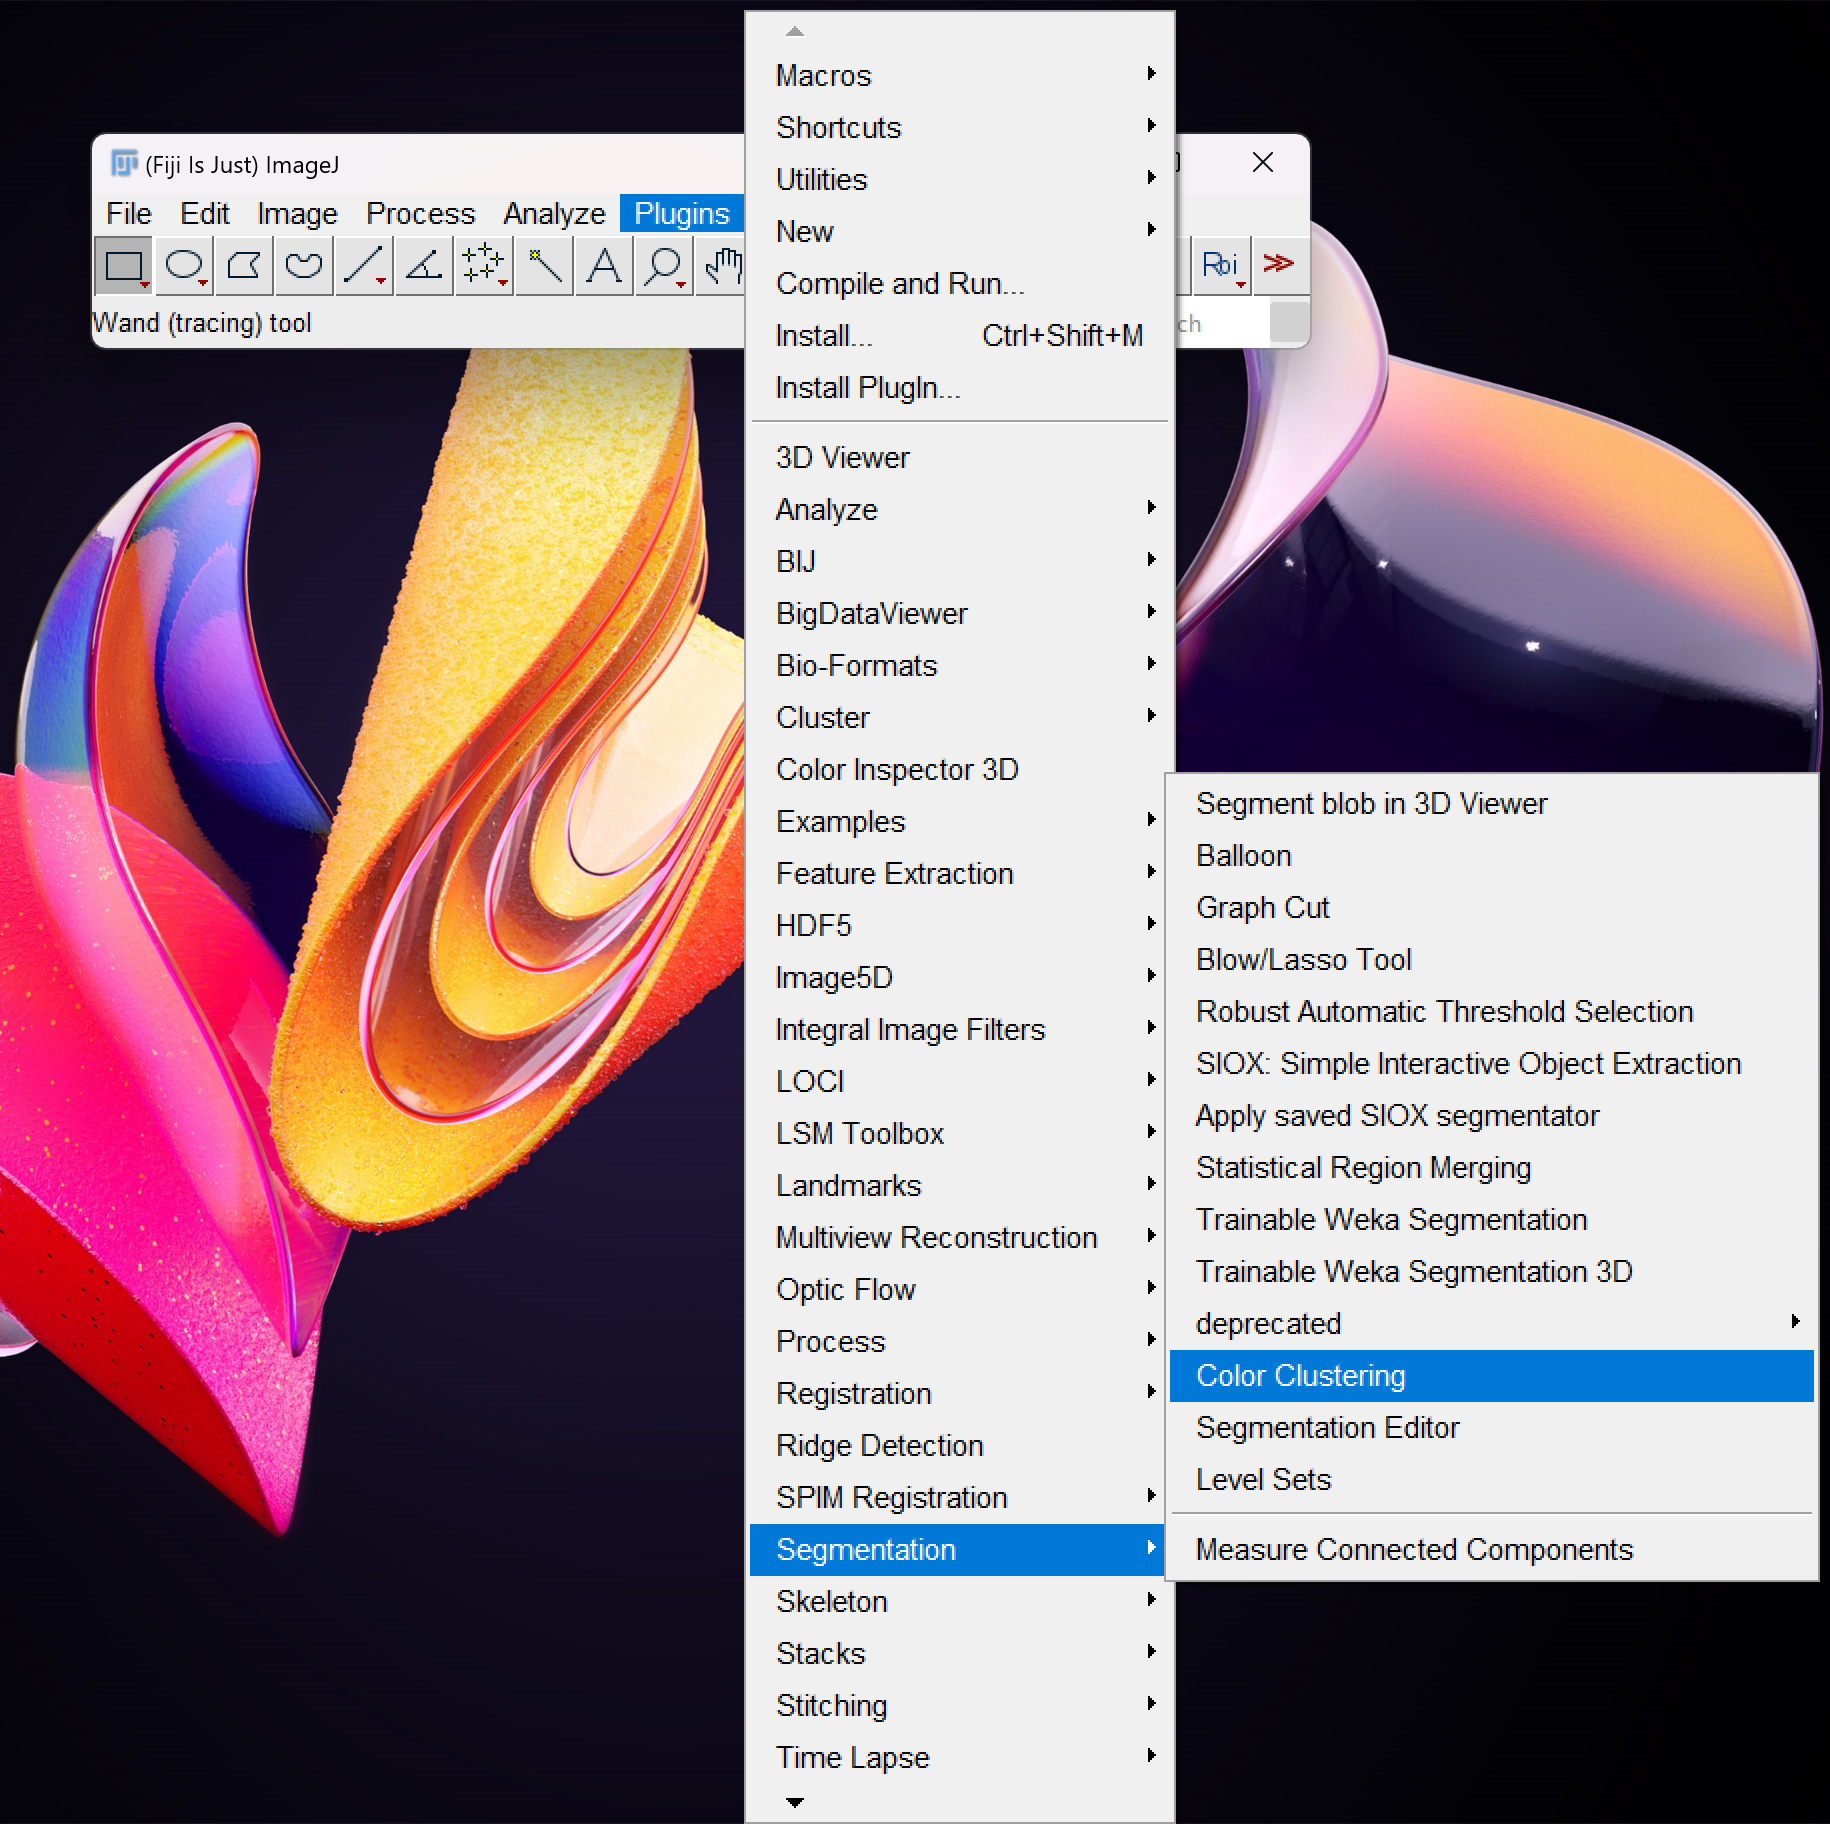 (Fiji Is Just) ImageJ
File Edit Image Process Analyze Plugins
Roi
Wand (tracing) tool
ch
Macros
Shortcuts
Utilities
New
Compile and Run...
Install... Ctrl+Shift+M
Install PlugIn...
3D Viewer
Analyze
BIJ
BigDataViewer
Bio-Formats
Cluster
Color Inspector 3D
Examples
Feature Extraction
HDF5
Image5D
Integral Image Filters
LOCI
LSM Toolbox
Landmarks
Multiview Reconstruction
Optic Flow
Process
Registration
Ridge Detection
SPIM Registration
Segmentation
Skeleton
Stacks
Stitching
Time Lapse
Segment blob in 3D Viewer
Balloon
Graph Cut
Blow/Lasso Tool
Robust Automatic Threshold Selection
SIOX: Simple Interactive Object Extraction
Apply saved SIOX segmentator
Statistical Region Merging
Trainable Weka Segmentation
Trainable Weka Segmentation 3D
deprecated
Color Clustering
Segmentation Editor
Level Sets
Measure Connected Components